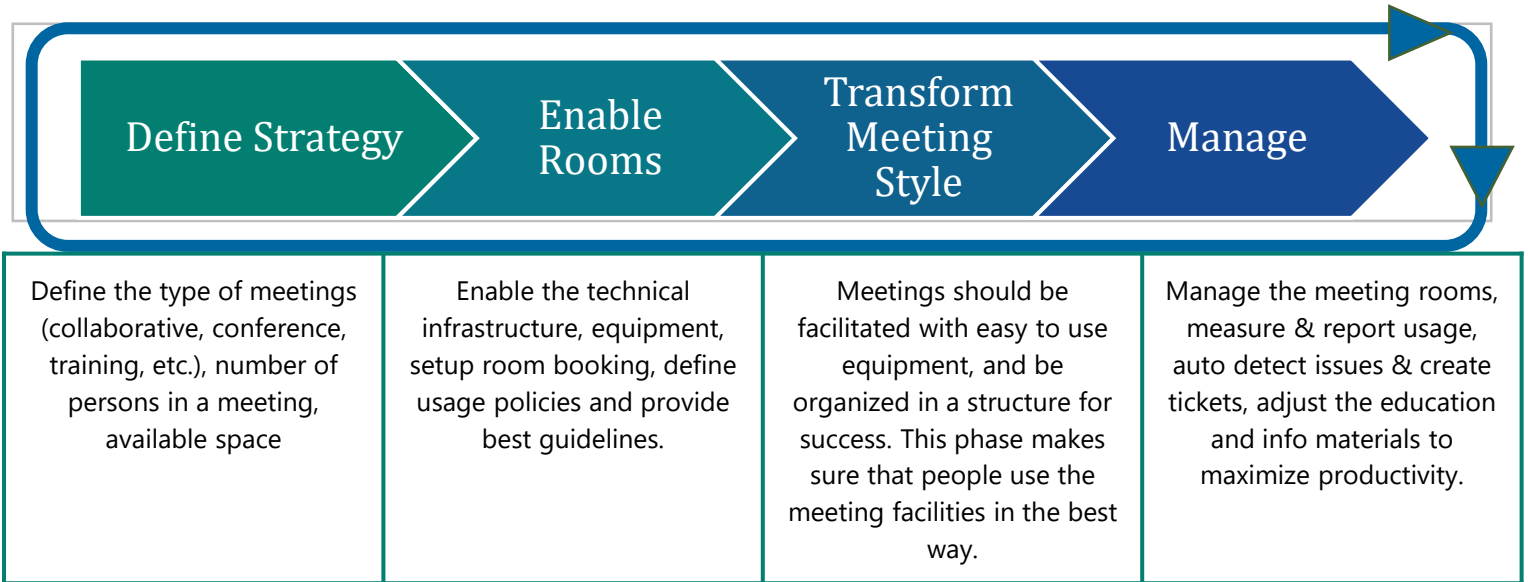 Define Strategy
Enable
Rooms
Transform
Meeting
Style
Manage
Define the type of meetings
(collaborative, conference,
training, etc.), number of
persons in a meeting,
available space
Enable the technical
infrastructure, equipment,
setup room booking, define
usage policies and provide
best guidelines.
Meetings should be
facilitated with easy to use
equipment, and be
organized in a structure for
success. This phase makes
sure that people use the
meeting facilities in the best
way.
Manage the meeting rooms,
measure & report usage,
auto detect issues & create
tickets, adjust the education
and info materials to
maximize productivity.